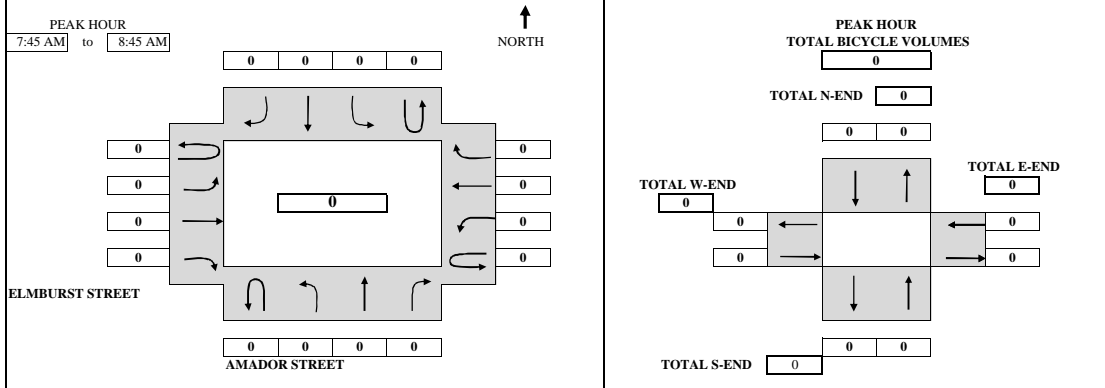 PEAK HOUR
7:45 AM to 8:45 AM
NORTH
0 0 0 0
0 0
0 0
0
0 0
0 0
ELMBURST STREET
0 0 0 0
AMADOR STREET
PEAK HOUR
TOTAL BICYCLE VOLUMES
0
TOTAL N-END 0
0 0
TOTAL E-END
0
TOTAL W-END
0
0 0
0 0
0 0
TOTAL S-END 0